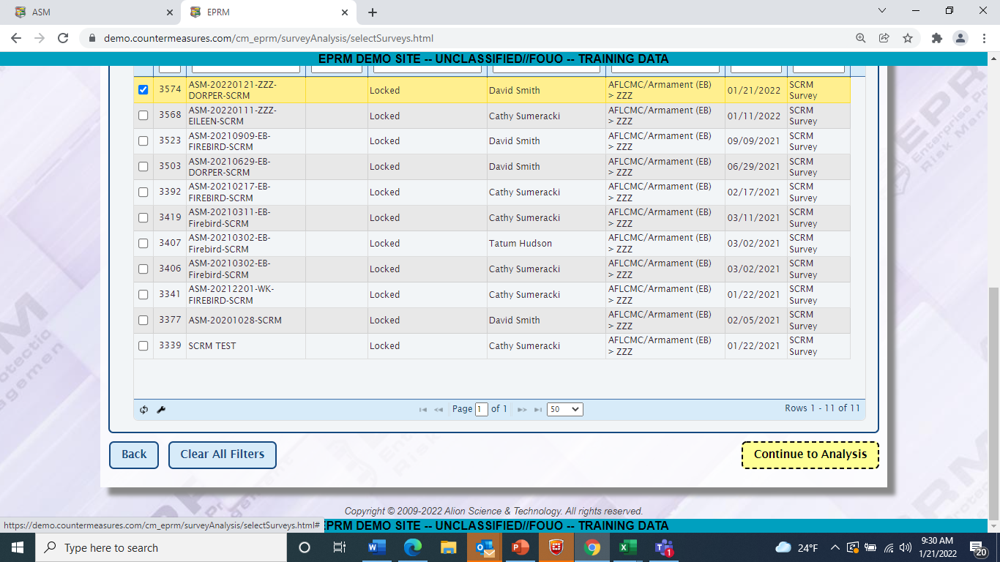 ASM
EPRM
demo.countermeasures.com/cm_eprm/surveyAnalysis/selectSurveys.html
EPRM DEMO SITE -- UNCLASSIFIED//FOUO -- TRAINING DATA
3574 ASM-20220121-ZZZ-DORPER-SCRM Locked David Smith AFLCMC/Armament (EB) > ZZZ 01/21/2022 SCRM Survey
3568 ASM-20220111-ZZZ-EILEEN-SCRM Locked Cathy Sumeracki AFLCMC/Armament (EB) > ZZZ 01/11/2022 SCRM Survey
3523 ASM-20210909-EB-FIREBIRD-SCRM Locked David Smith AFLCMC/Armament (EB) > ZZZ 09/09/2021 SCRM Survey
3503 ASM-20210629-EB-DORPER-SCRM Locked David Smith AFLCMC/Armament (EB) > ZZZ 06/29/2021 SCRM Survey
3392 ASM-20210217-EB-FIREBIRD-SCRM Locked Cathy Sumeracki AFLCMC/Armament (EB) > ZZZ 02/17/2021 SCRM Survey
3419 ASM-20210311-EB-Firebird-SCRM Locked Cathy Sumeracki AFLCMC/Armament (EB) > ZZZ 03/11/2021 SCRM Survey
3407 ASM-20210302-EB-Firebird-SCRM Locked Tatum Hudson AFLCMC/Armament (EB) > ZZZ 03/02/2021 SCRM Survey
3406 ASM-20210302-EB-Firebird-SCRM Locked Cathy Sumeracki AFLCMC/Armament (EB) > ZZZ 03/02/2021 SCRM Survey
3341 ASM-20212201-WK-FIREBIRD-SCRM Locked Cathy Sumeracki AFLCMC/Armament (EB) > ZZZ 01/22/2021 SCRM Survey
3377 ASM-20201028-SCRM Locked David Smith AFLCMC/Armament (EB) > ZZZ 02/05/2021 SCRM Survey
3339 SCRM TEST Locked Cathy Sumeracki AFLCMC/Armament (EB) > ZZZ 01/22/2021 SCRM Survey
Page 1 of 1 50 Rows 1 - 11 of 11
Back Clear All Filters Continue to Analysis
Copyright © 2009-2022 Alion Science & Technology. All rights reserved.
https://demo.countermeasures.com/cm_eprm/surveyAnalysis/selectSurveys.html#
EPRM DEMO SITE -- UNCLASSIFIED//FOUO -- TRAINING DATA
Type here to search
24°F
9:30 AM
1/21/2022
20
1